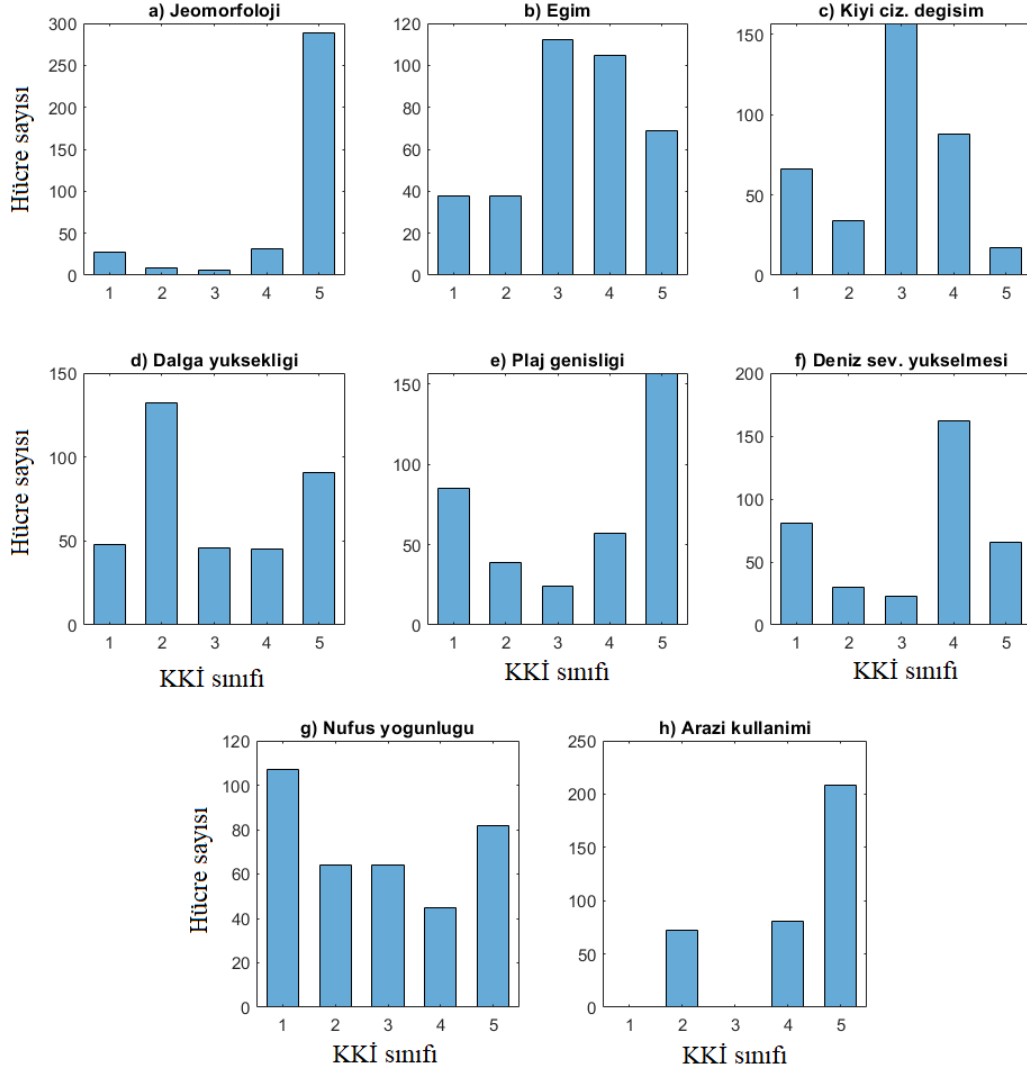 a) Jeomorfoloji
b) Egim
c) Kiyi ciz. degisim
Hücre sayısı
300
250
200
150
100
50
0
1 2 3 4 5
120
100
80
60
40
20
0
1 2 3 4 5
150
100
50
0
1 2 3 4 5
d) Dalga yuksekligi
e) Plaj genisligi
f) Deniz sev. yukselmesi
Hücre sayısı
150
100
50
0
1 2 3 4 5
KKİ sınıfı
150
100
50
0
1 2 3 4 5
KKİ sınıfı
200
150
100
50
0
1 2 3 4 5
KKİ sınıfı
g) Nufus yogunlugu
h) Arazi kullanimi
Hücre sayısı
120
100
80
60
40
20
0
1 2 3 4 5
KKİ sınıfı
250
200
150
100
50
0
1 2 3 4 5
KKİ sınıfı